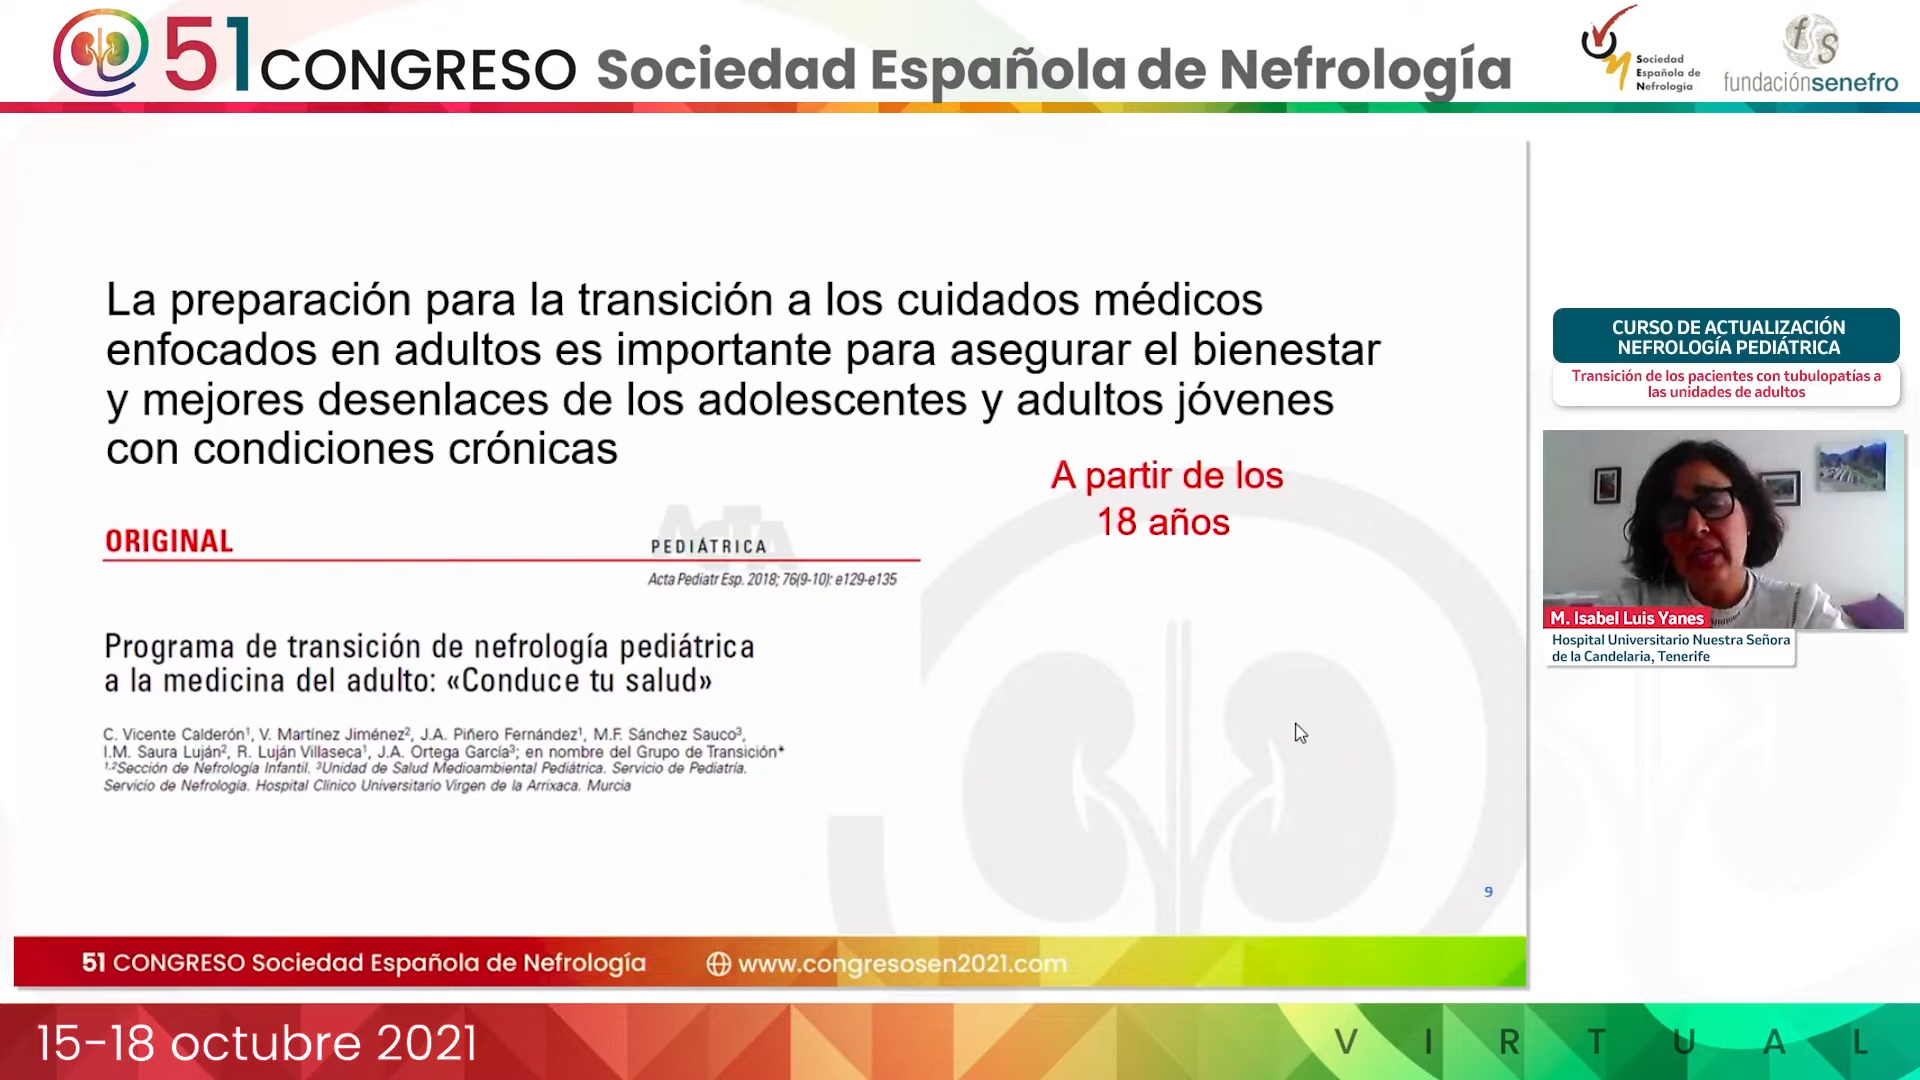 51 CONGRESO Sociedad Española de Nefrología
Sociedad
Española de
Nefrología
fs
fundaciónsenefro
La preparación para la transición a los cuidados médicos
enfocados en adultos es importante para asegurar el bienestar
y mejores desenlaces de los adolescentes y adultos jóvenes
con condiciones crónicas
A partir de los
18 años
ORIGINAL
ACTA
PEDIÁTRICA
Acta Pediatr Esp. 2018; 76(9-10): e129-e135
Programa de transición de nefrología pediátrica
a la medicina del adulto: «Conduce tu salud»
C. Vicente Calderón¹, V. Martínez Jiménez², J.A. Piñero Fernández¹, M.F. Sánchez Sauco³,
I.M. Saura Luján², R. Luján Villaseca¹, J.A. Ortega García³; en nombre del Grupo de Transición*
¹,²Sección de Nefrología Infantil. ³Unidad de Salud Medioambiental Pediátrica. Servicio de Pediatría.
Servicio de Nefrología. Hospital Clínico Universitario Virgen de la Arrixaca. Murcia
9
51 CONGRESO Sociedad Española de Nefrología
www.congresosen2021.com
CURSO DE ACTUALIZACIÓN
NEFROLOGÍA PEDIÁTRICA
Transición de los pacientes con tubulopatías a
las unidades de adultos
M. Isabel Luis Yanes
Hospital Universitario Nuestra Señora
de la Candelaria, Tenerife
15-18 octubre 2021
VIRTUAL